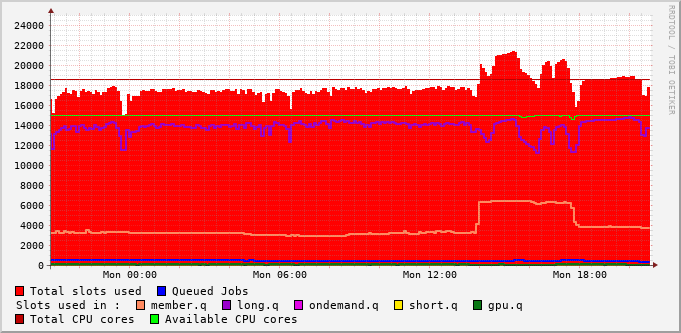 24000
22000
20000
18000
16000
14000
12000
10000
8000
6000
4000
2000
0
Mon 00:00 Mon 06:00 Mon 12:00 Mon 18:00
Total slots used Queued Jobs
Slots used in : member.q long.q ondemand.q short.q gpu.q
Total CPU cores Available CPU cores
RRDTOOL / TOBI OETIKER